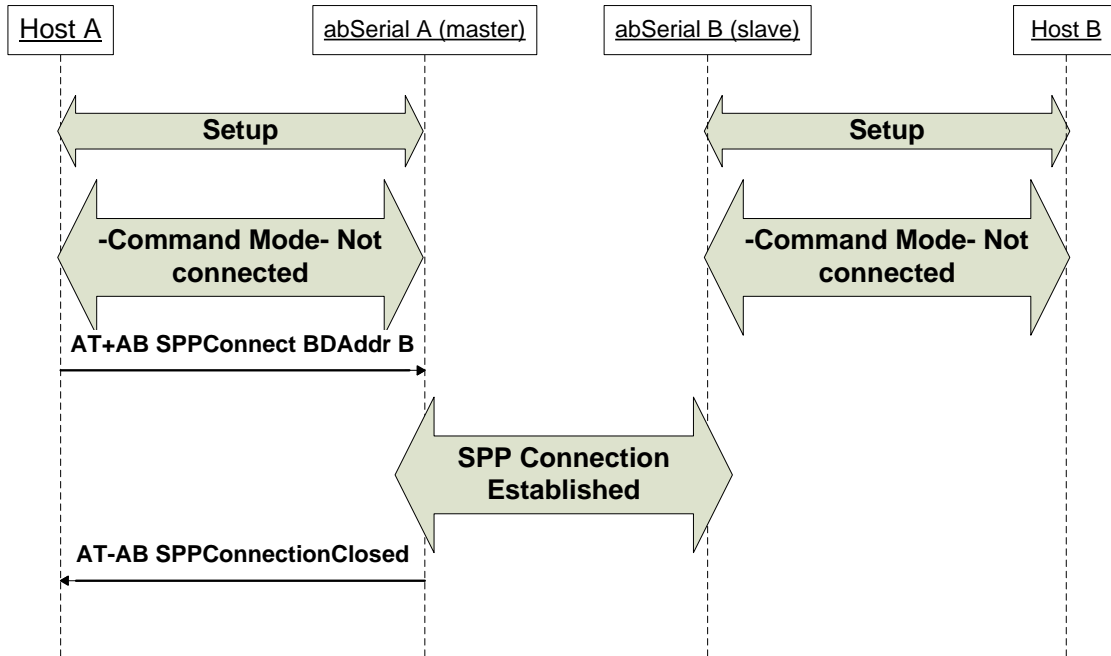 Host A
abSerial A (master)
abSerial B (slave)
Host B
Setup
Setup
-Command Mode- Not
connected
-Command Mode- Not
connected
AT+AB SPPConnect BDAddr B
SPP Connection
Established
AT-AB SPPConnectionClosed